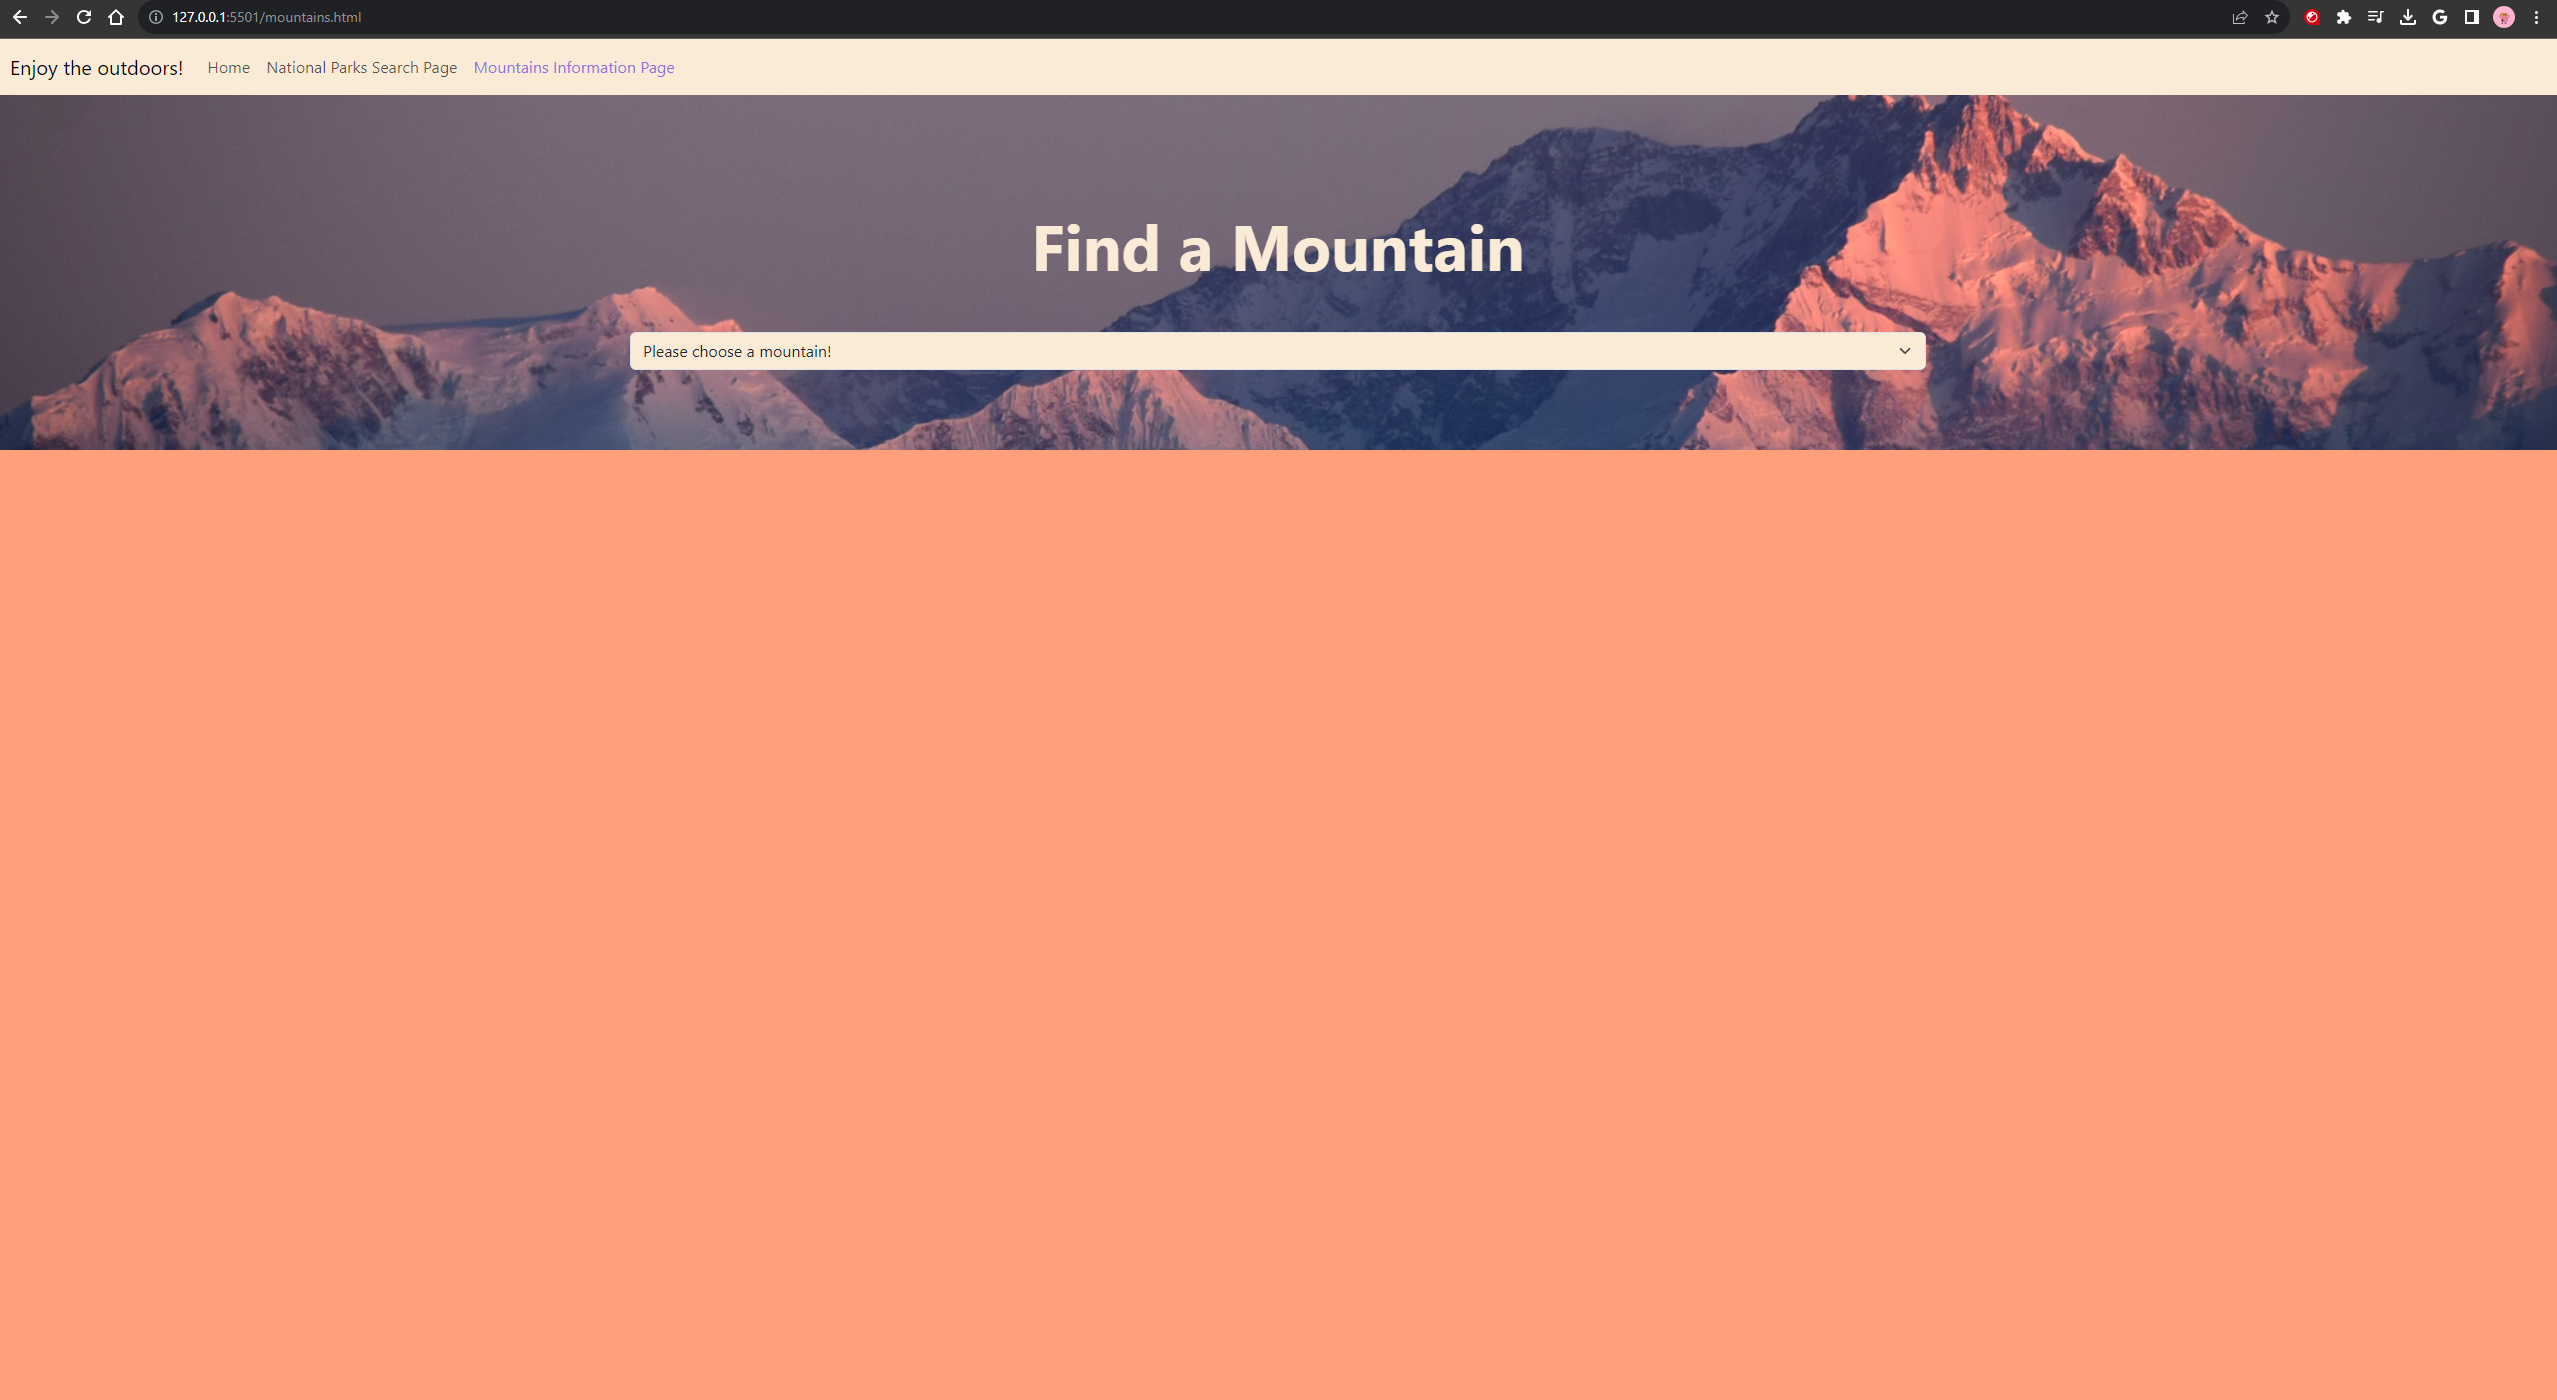 127.0.0.1:5501/mountains.html
Enjoy the outdoors! Home National Parks Search Page Mountains Information Page
Find a Mountain
Please choose a mountain!